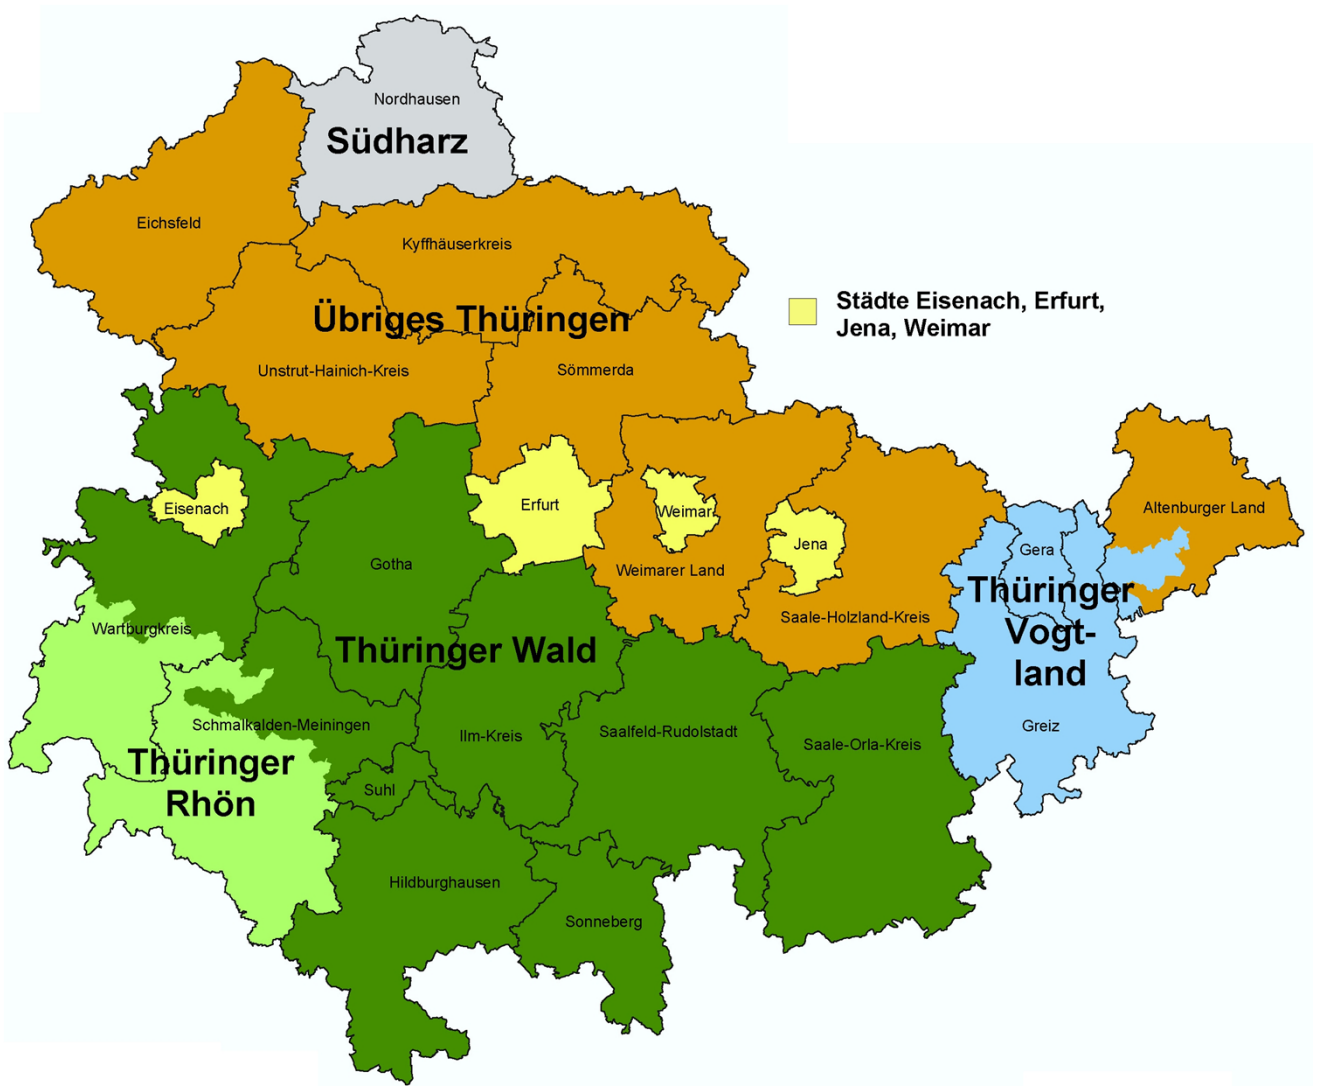 Nordhausen
Südharz
Eichsfeld
Kyffhäuserkreis
Städte Eisenach, Erfurt,
Jena, Weimar
Übriges Thüringen
Unstrut-Hainich-Kreis
Sömmerda
Eisenach
Erfurt
Weimar
Altenburger Land
Jena
Gera
Gotha
Weimarer Land
Thüringer
Vogt-
land
Saale-Holzland-Kreis
Wartburgkreis
Thüringer Wald
Schmalkalden-Meiningen
Ilm-Kreis
Saalfeld-Rudolstadt
Saale-Orla-Kreis
Greiz
Thüringer
Rhön
Suhl
Hildburghausen
Sonneberg